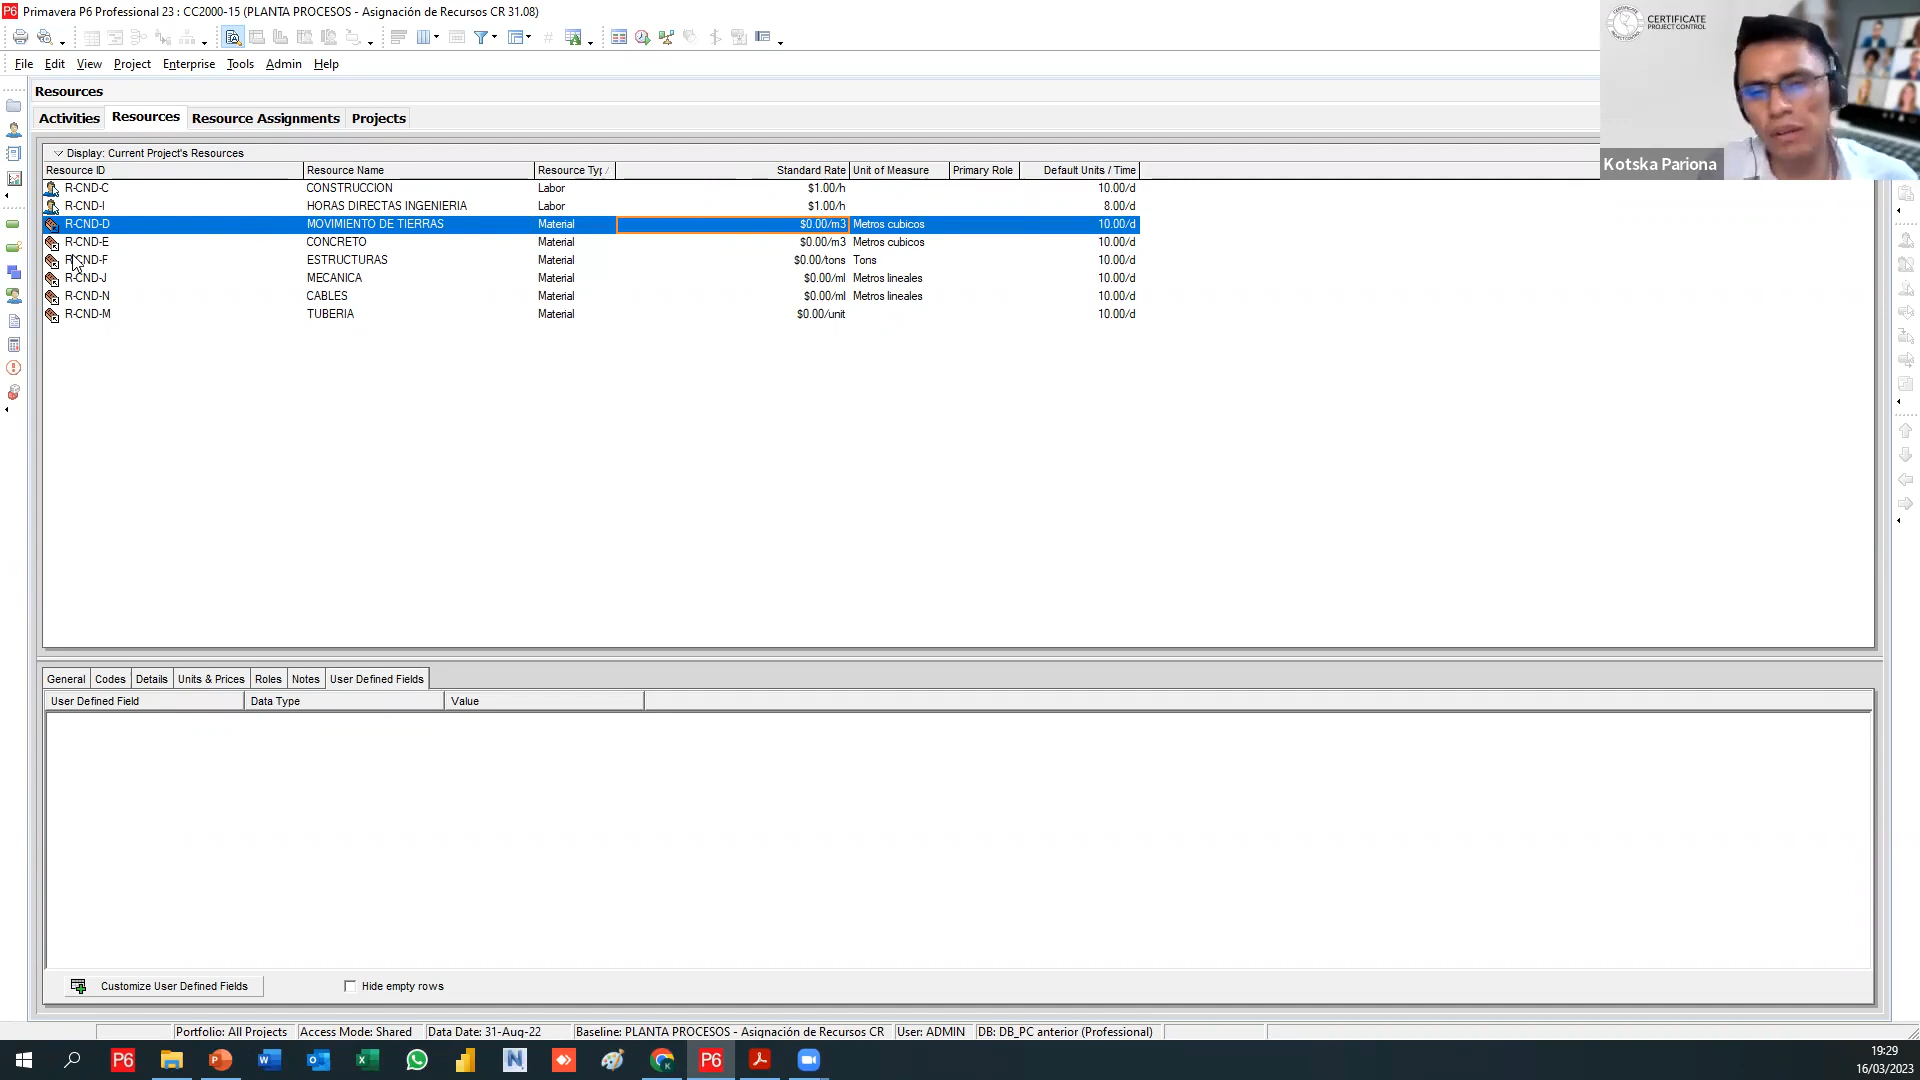 Primavera P6 Professional 23 : CC2000-15 (PLANTA PROCESOS - Asignación de Recursos CR 31.08)
File Edit View Project Enterprise Tools Admin Help
Resources
Activities Resources Resource Assignments Projects
Display: Current Project's Resources
Resource ID Resource Name Resource Typ Standard Rate Unit of Measure Primary Role Default Units / Time
R-CND-C CONSTRUCCION Labor $1.00/h 10.00/d
R-CND-I HORAS DIRECTAS INGENIERIA Labor $1.00/h 8.00/d
R-CND-D MOVIMIENTO DE TIERRAS Material $0.00/m3 Metros cubicos 10.00/d
R-CND-E CONCRETO Material $0.00/m3 Metros cubicos 10.00/d
R-CND-F ESTRUCTURAS Material $0.00/tons Tons 10.00/d
R-CND-J MECANICA Material $0.00/ml Metros lineales 10.00/d
R-CND-N CABLES Material $0.00/ml Metros lineales 10.00/d
R-CND-M TUBERIA Material $0.00/unit 10.00/d
CERTIFICATE
PROJECT CONTROL
Kotska Pariona
General Codes Details Units & Prices Roles Notes User Defined Fields
User Defined Field Data Type Value
Customize User Defined Fields Hide empty rows
Portfolio: All Projects Access Mode: Shared Data Date: 31-Aug-22 Baseline: PLANTA PROCESOS - Asignación de Recursos CR User: ADMIN DB: DB_PC anterior (Professional)
19:29
16/03/2023